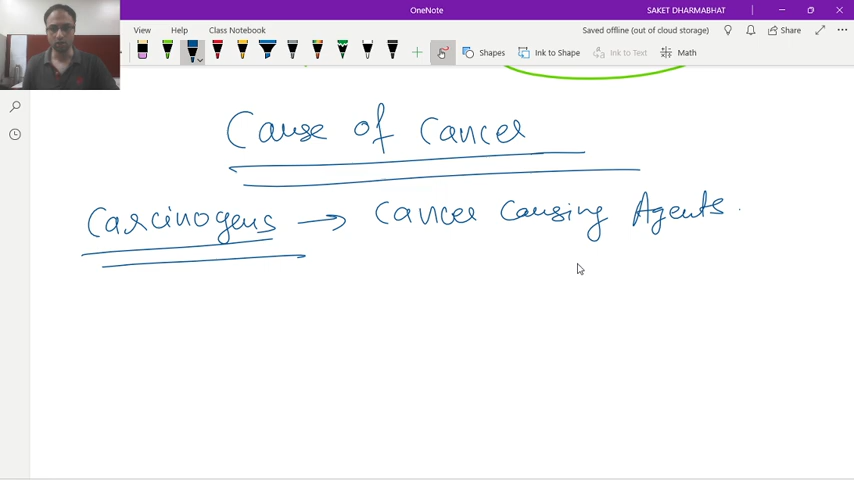 OneNote
SAKET DHARMABHAT
View Help Class Notebook
Saved offline (out of cloud storage)
Share
Shapes
Ink to Shape
Ink to Text
Math
Cause of Cancer
Carcinogens → Cancer Causing Agents.